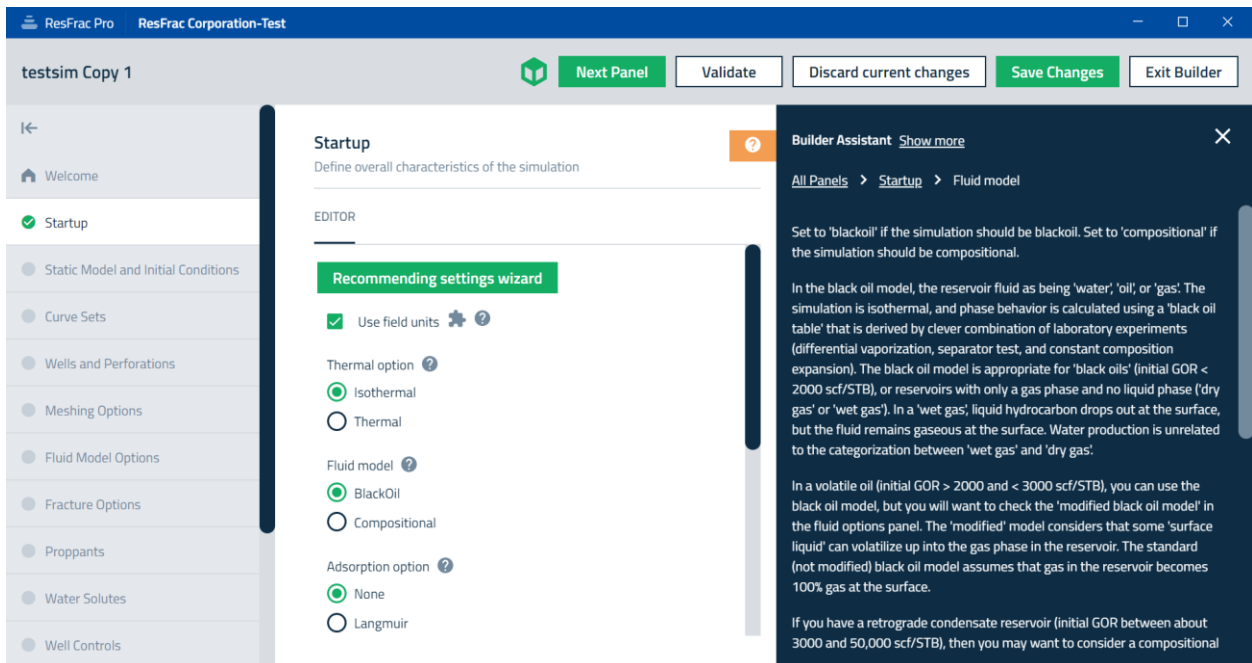 ResFrac Pro ResFrac Corporation-Test
testsim Copy 1
Next Panel
Validate
Discard current changes
Save Changes
Exit Builder
Welcome
Startup
Static Model and Initial Conditions
Curve Sets
Wells and Perforations
Meshing Options
Fluid Model Options
Fracture Options
Proppants
Water Solutes
Well Controls
Startup
Define overall characteristics of the simulation
EDITOR
Recommending settings wizard
Use field units
Thermal option
Isothermal
Thermal
Fluid model
BlackOil
Compositional
Adsorption option
None
Langmuir
Builder Assistant Show more
All Panels > Startup > Fluid model
Set to 'blackoil' if the simulation should be blackoil. Set to 'compositional' if
the simulation should be compositional.
In the black oil model, the reservoir fluid as being 'water', 'oil', or 'gas'. The
simulation is isothermal, and phase behavior is calculated using a 'black oil
table' that is derived by clever combination of laboratory experiments
(differential vaporization, separator test, and constant composition
expansion). The black oil model is appropriate for 'black oils' (initial GOR <
2000 scf/STB), or reservoirs with only a gas phase and no liquid phase ('dry
gas' or 'wet gas'). In a 'wet gas', liquid hydrocarbon drops out at the surface,
but the fluid remains gaseous at the surface. Water production is unrelated
to the categorization between 'wet gas' and 'dry gas'.
In a volatile oil (initial GOR > 2000 and < 3000 scf/STB), you can use the
black oil model, but you will want to check the 'modified black oil model' in
the fluid options panel. The 'modified' model considers that some 'surface
liquid' can volatilize up into the gas phase in the reservoir. The standard
(not modified) black oil model assumes that gas in the reservoir becomes
100% gas at the surface.
If you have a retrograde condensate reservoir (initial GOR between about
3000 and 50,000 scf/STB), then you may want to consider a compositional